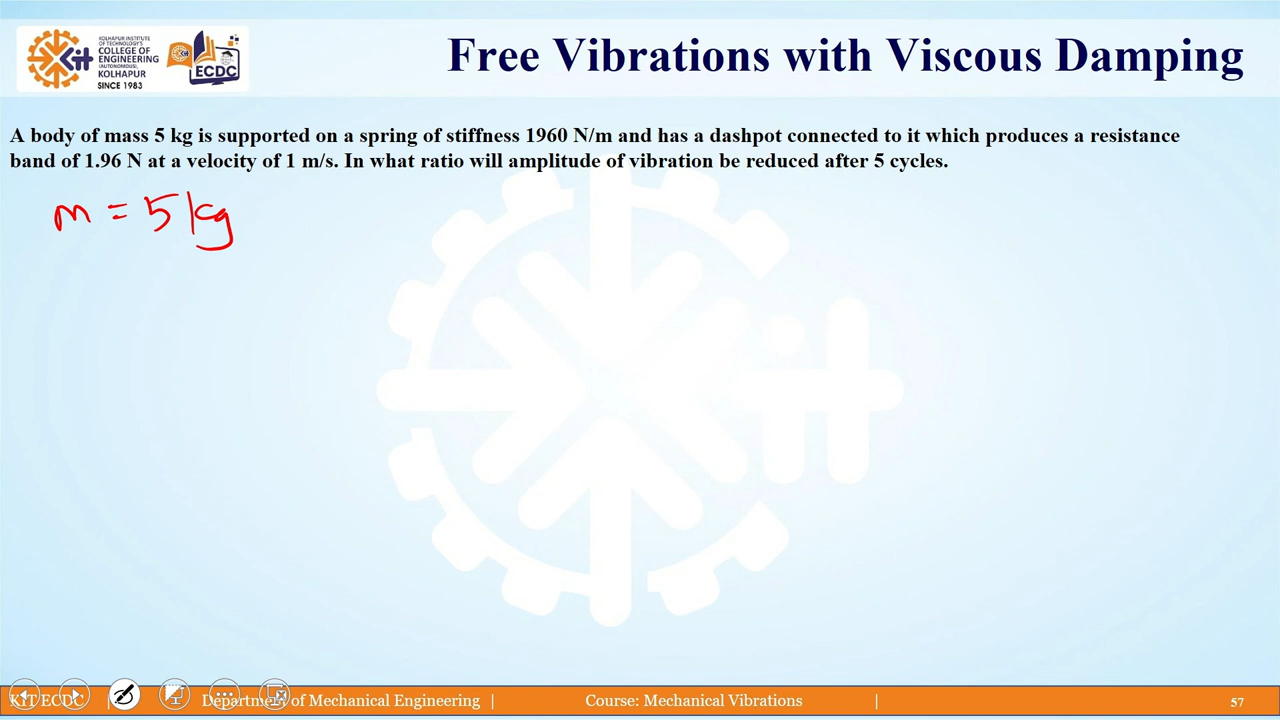 KOLHAPUR INSTITUTE
OF TECHNOLOGY'S
COLLEGE OF
ENGINEERING
(AUTONOMOUS),
KOLHAPUR
SINCE 1983
KIT
ECDC
Free Vibrations with Viscous Damping
A body of mass 5 kg is supported on a spring of stiffness 1960 N/m and has a dashpot connected to it which produces a resistance
band of 1.96 N at a velocity of 1 m/s. In what ratio will amplitude of vibration be reduced after 5 cycles.
m = 5 kg
KIT ECDC | Department of Mechanical Engineering | Course: Mechanical Vibrations | 57